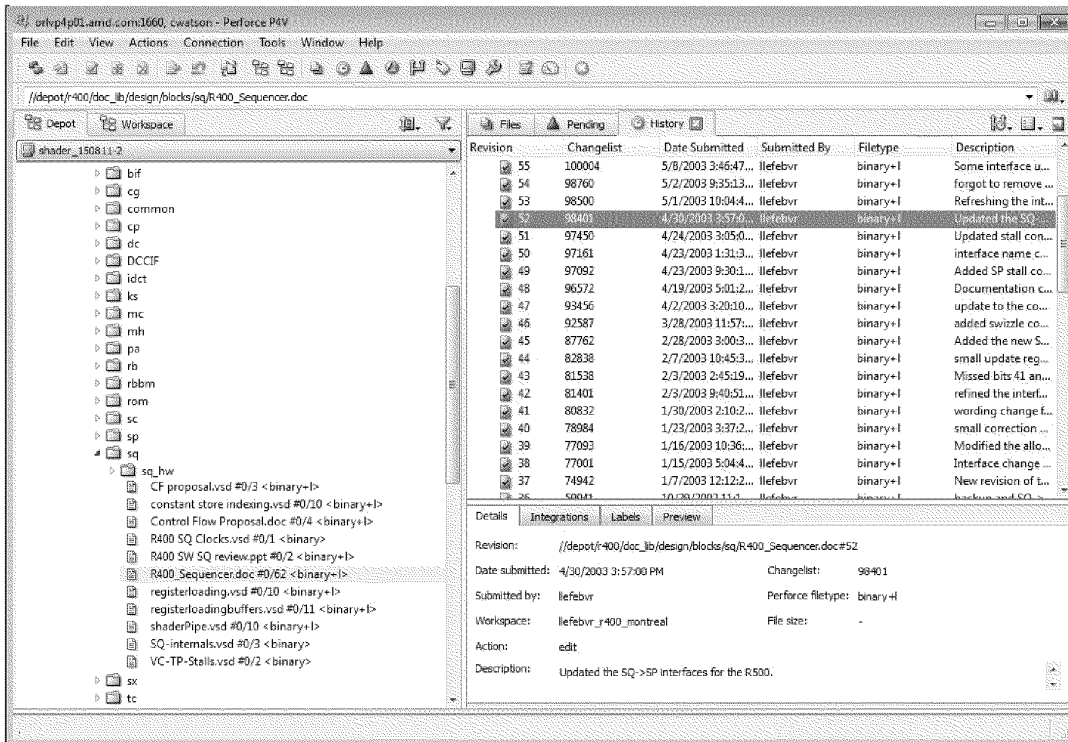 orlvp4p01.amd.com:1660, cwatson - Perforce P4V
File Edit View Actions Connection Tools Window Help
//depot/r400/doc_lib/design/blocks/sq/R400_Sequencer.doc
Depot Workspace
shader_150811-2
bif
cg
common
cp
dc
DCCIF
idct
ks
mc
mh
pa
rb
rbbm
rom
sc
sp
sq
sq_hw
CF proposal.vsd #0/3 <binary+l>
constant store indexing.vsd #0/10 <binary+l>
Control Flow Proposal.doc #0/4 <binary+l>
R400 SQ Clocks.vsd #0/1 <binary>
R400 SW SQ review.ppt #0/2 <binary+l>
R400_Sequencer.doc #0/62 <binary+l>
registerloading.vsd #0/10 <binary+l>
registerloadingbuffers.vsd #0/11 <binary+l>
shaderPipe.vsd #0/10 <binary+l>
SQ-internals.vsd #0/3 <binary>
VC-TP-Stalls.vsd #0/2 <binary>
sx
tc
Files Pending History
Revision Changelist Date Submitted Submitted By Filetype Description
55 100004 5/8/2003 3:46:47... llefebvr binary+l Some interface u...
54 98760 5/2/2003 9:35:13... llefebvr binary+l forgot to remove ...
53 98500 5/1/2003 10:04:4... llefebvr binary+l Refreshing the int...
52 98401 4/30/2003 3:57:0... llefebvr binary+l Updated the SQ...
51 97450 4/24/2003 3:05:0... llefebvr binary+l Updated stall con...
50 97161 4/23/2003 1:31:3... llefebvr binary+l interface name c...
49 97092 4/23/2003 9:30:1... llefebvr binary+l Added SP stall co...
48 96572 4/19/2003 5:01:2... llefebvr binary+l Documentation c...
47 93456 4/2/2003 3:20:10... llefebvr binary+l update to the co...
46 92587 3/28/2003 11:57:... llefebvr binary+l added swizzle co...
45 87762 2/28/2003 3:00:3... llefebvr binary+l Added the new S...
44 82838 2/7/2003 10:45:3... llefebvr binary+l small update reg...
43 81538 2/3/2003 2:45:19... llefebvr binary+l Missed bits 41 an...
42 81401 2/3/2003 9:40:51... llefebvr binary+l refined the interf...
41 80832 1/30/2003 2:10:2... llefebvr binary+l wording change f...
40 78984 1/23/2003 3:37:2... llefebvr binary+l small correction ...
39 77093 1/16/2003 10:36:... llefebvr binary+l Modified the allo...
38 77001 1/15/2003 5:04:4... llefebvr binary+l Interface change ...
37 74942 1/7/2003 12:12:2... llefebvr binary+l New revision of t...
Details Integrations Labels Preview
Revision: //depot/r400/doc_lib/design/blocks/sq/R400_Sequencer.doc#52
Date submitted: 4/30/2003 3:57:08 PM Changelist: 98401
Submitted by: llefebvr Perforce filetype: binary+l
Workspace: llefebvr_r400_montreal File size: -
Action: edit
Description: Updated the SQ->SP interfaces for the R500.